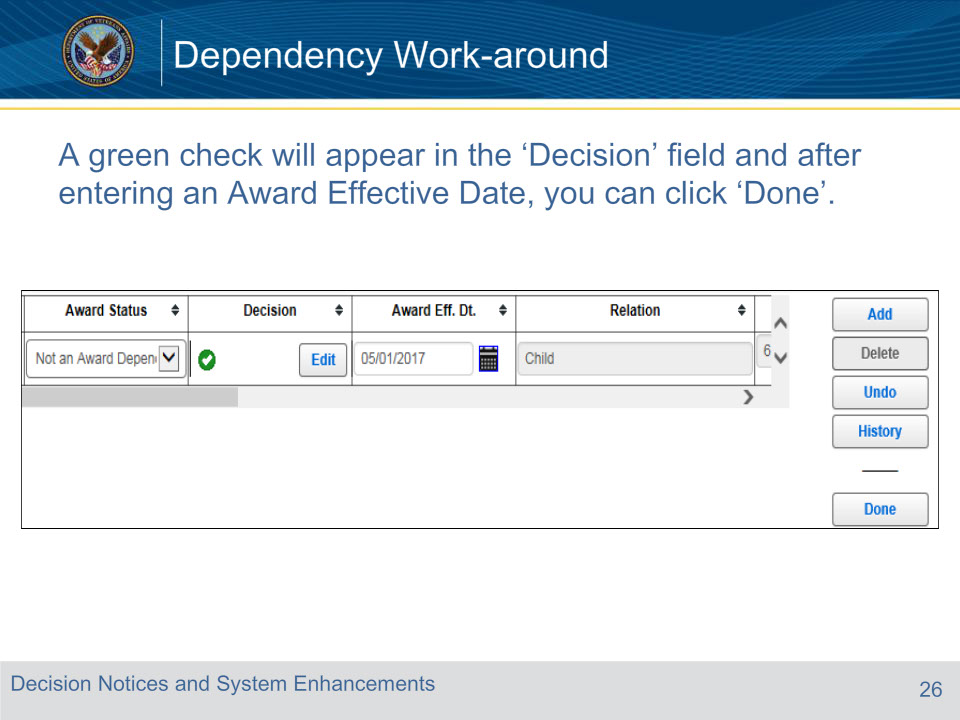 Dependency Work-around
A green check will appear in the ‘Decision’ field and after
entering an Award Effective Date, you can click ‘Done’.
Award Status Decision Award Eff. Dt. Relation
Not an Award Depen Edit 05/01/2017 Child 6
Add
Delete
Undo
History
Done
Decision Notices and System Enhancements
26